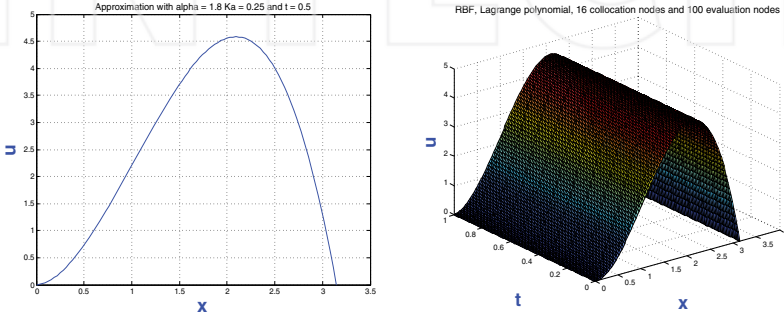 Approximation with alpha = 1.8 Ka = 0.25 and t = 0.5
5
4.5
4
3.5
3
2.5
2
1.5
1
0.5
0
u
0 0.5 1 1.5 2 2.5 3 3.5
x
RBF, Lagrange polynomial, 16 collocation nodes and 100 evaluation nodes
5
4
3
2
1
0
u
1
0.8
0.6
0.4
0.2
0
t
0 0.5 1 1.5 2 2.5 3 3.5
x